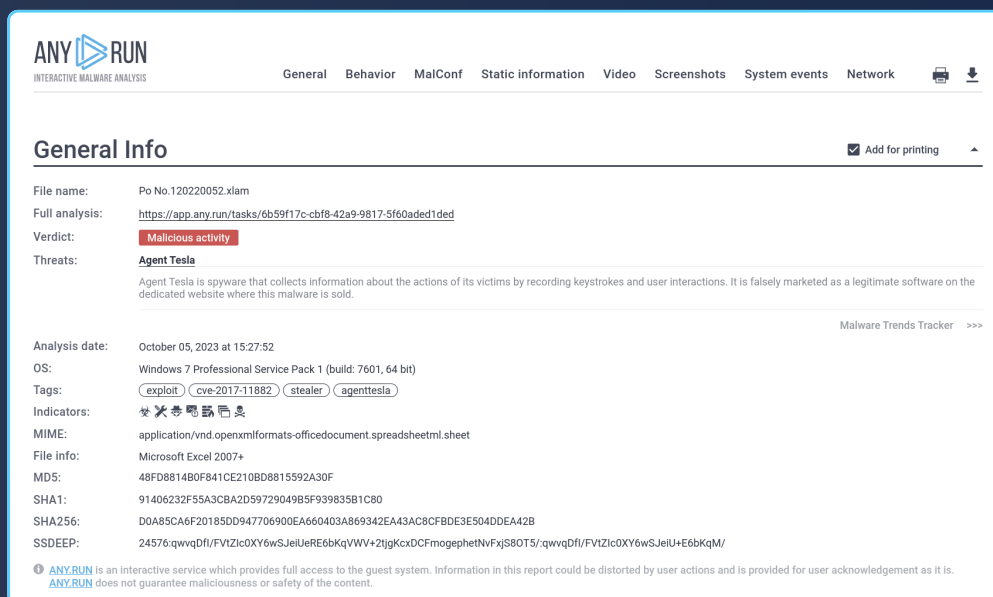 ANY RUN
INTERACTIVE MALWARE ANALYSIS
General Behavior MalConf Static information Video Screenshots System events Network
General Info
Add for printing
File name: Po No.120220052.xlam
Full analysis: https://app.any.run/tasks/6b59f17c-cbf8-42a9-9817-5f60aded1ded
Verdict: Malicious activity
Threats: Agent Tesla
Agent Tesla is spyware that collects information about the actions of its victims by recording keystrokes and user interactions. It is falsely marketed as a legitimate software on the
dedicated website where this malware is sold.
Malware Trends Tracker >>>
Analysis date: October 05, 2023 at 15:27:52
OS: Windows 7 Professional Service Pack 1 (build: 7601, 64 bit)
Tags: exploit cve-2017-11882 stealer agenttesla
Indicators:
MIME: application/vnd.openxmlformats-officedocument.spreadsheetml.sheet
File info: Microsoft Excel 2007+
MD5: 48FD8814B0F841CE210BD8815592A30F
SHA1: 91406232F55A3CBA2D59729049B5F939835B1C80
SHA256: D0A85CA6F20185DD947706900EA660403A869342EA43AC8CFBDE3E504DDEA42B
SSDEEP: 24576:qwvqDfI/FVtZIc0XY6wSJeiUeRE6bKqVWV+2tjgKcxDCFmogephetNvFxjS8OT5/:qwvqDfI/FVtZIc0XY6wSJeiU+E6bKqM/
ANY.RUN is an interactive service which provides full access to the guest system. Information in this report could be distorted by user actions and is provided for user acknowledgement as it is.
ANY.RUN does not guarantee maliciousness or safety of the content.